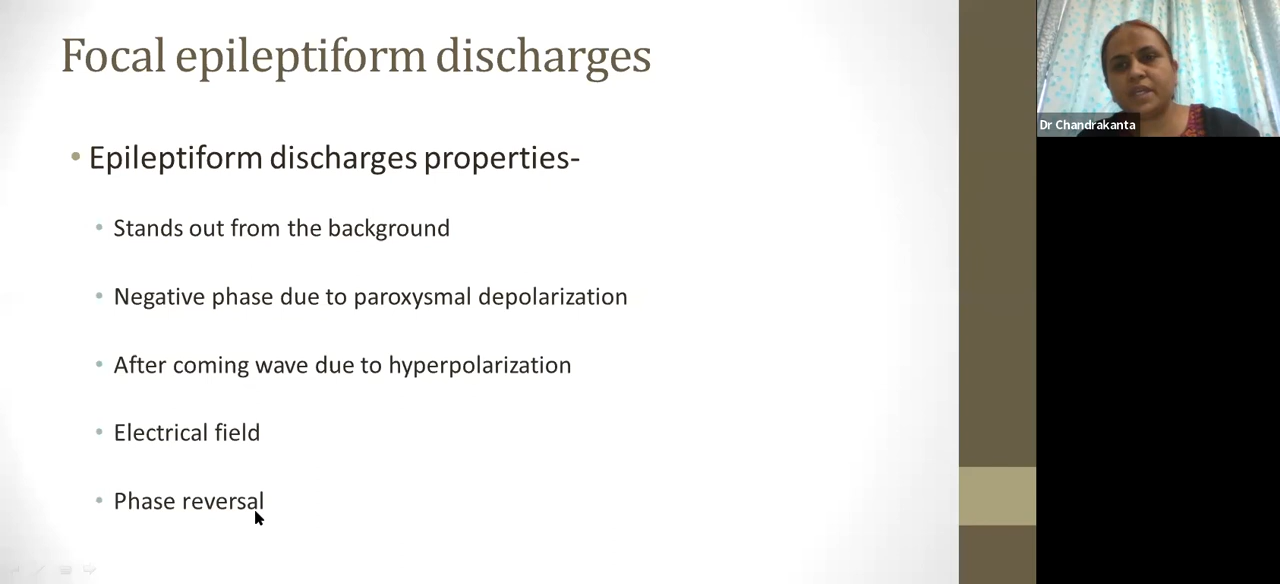 Focal epileptiform discharges
Dr Chandrakanta
• Epileptiform discharges properties-
• Stands out from the background
• Negative phase due to paroxysmal depolarization
• After coming wave due to hyperpolarization
• Electrical field
• Phase reversal